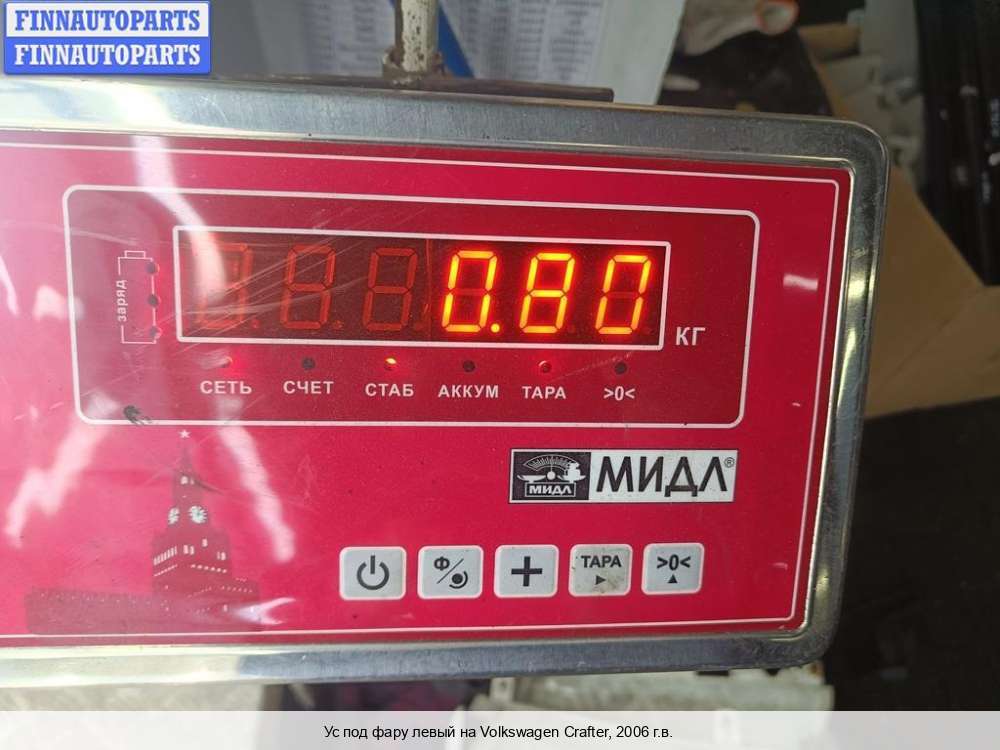 FINNAUTOPARTS
FINNAUTOPARTS
заряд
0.80
КГ
СЕТЬ СЧЕТ СТАБ АККУМ ТАРА >0<
МИДЛ МИДЛ®
Ф ТАРА >0<
Ус под фару левый на Volkswagen Crafter, 2006 г.в.